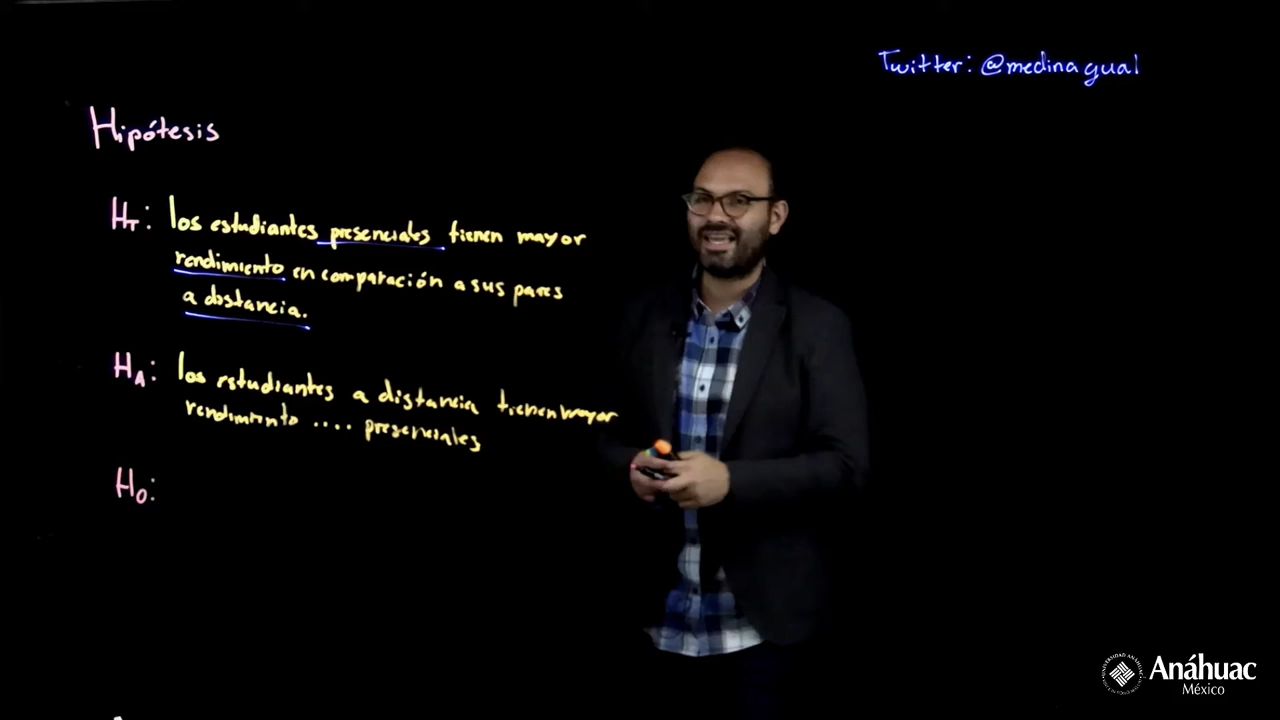 Twitter: @medinagual
Hipótesis
HT: los estudiantes presenciales tienen mayor
rendimiento en comparación a sus pares
a distancia.
HA: los estudiantes a distancia tienen mayor
rendimiento .... presenciales
HO:
Anáhuac
México